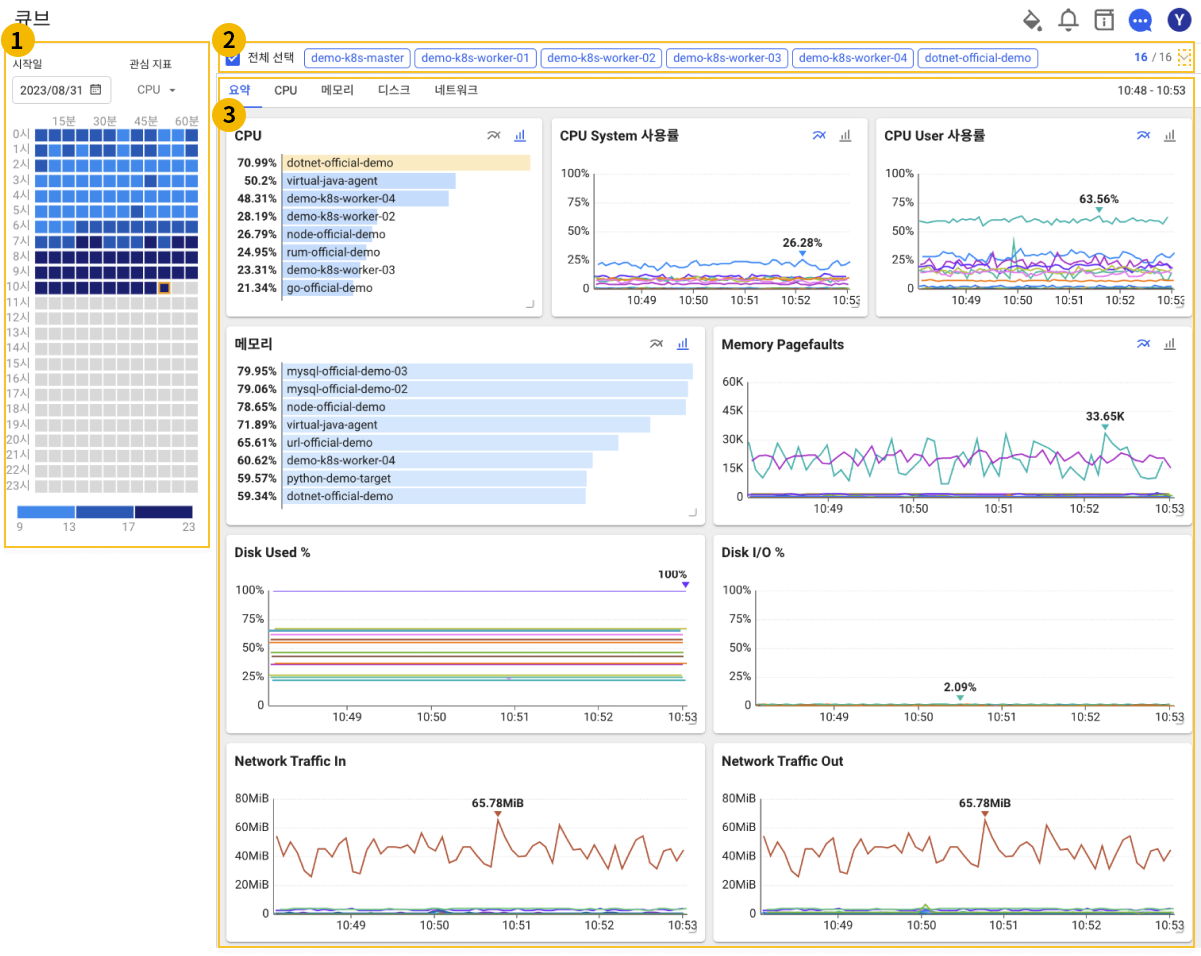 큐브
1
시작일
관심 지표
2023/08/31
CPU
15분 30분 45분 60분
0시
1시
2시
3시
4시
5시
6시
7시
8시
9시
10시
11시
12시
13시
14시
15시
16시
17시
18시
19시
20시
21시
22시
23시
9 13 17 23
Y
2
전체 선택
demo-k8s-master
demo-k8s-worker-01
demo-k8s-worker-02
demo-k8s-worker-03
demo-k8s-worker-04
dotnet-official-demo
16 / 16
3
요약 CPU 메모리 디스크 네트워크
10:48 - 10:53
CPU
70.99% dotnet-official-demo
50.2% virtual-java-agent
48.31% demo-k8s-worker-04
28.19% demo-k8s-worker-02
26.79% node-official-demo
24.95% rum-official-demo
23.31% demo-k8s-worker-03
21.34% go-official-demo
CPU System 사용률
100%
75%
50%
25%
0
26.28%
10:49 10:50 10:51 10:52 10:53
CPU User 사용률
100%
75%
50%
25%
0
63.56%
10:49 10:50 10:51 10:52 10:53
메모리
79.95% mysql-official-demo-03
79.06% mysql-official-demo-02
78.65% node-official-demo
71.89% virtual-java-agent
65.61% url-official-demo
60.62% demo-k8s-worker-04
59.57% python-demo-target
59.34% dotnet-official-demo
Memory Pagefaults
60K
45K
30K
15K
0
33.65K
10:49 10:50 10:51 10:52 10:53
Disk Used %
100%
100%
75%
50%
25%
0
10:49 10:50 10:51 10:52 10:53
Disk I/O %
100%
75%
50%
25%
0
2.09%
10:49 10:50 10:51 10:52 10:53
Network Traffic In
80MiB
60MiB
40MiB
20MiB
0
65.78MiB
10:49 10:50 10:51 10:52 10:53
Network Traffic Out
80MiB
60MiB
40MiB
20MiB
0
65.78MiB
10:49 10:50 10:51 10:52 10:53